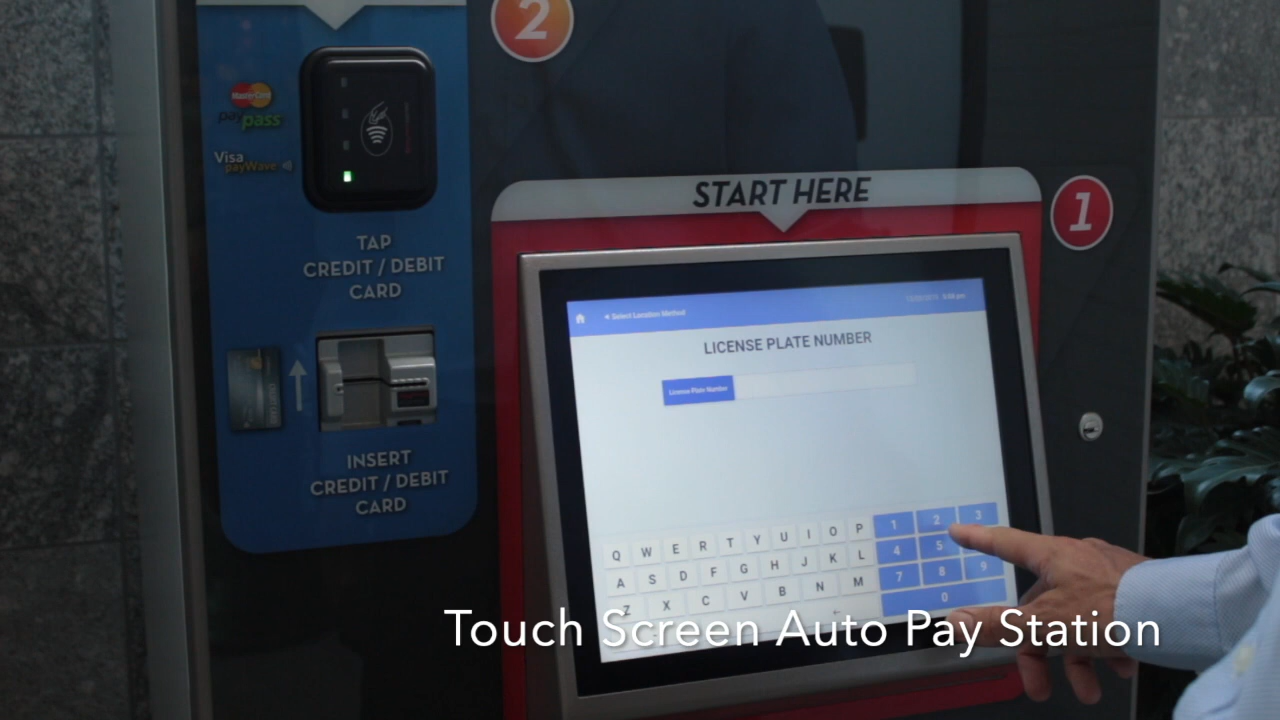 2
MasterCard
paypass
Visa
payWave
TAP
CREDIT / DEBIT
CARD
INSERT
CREDIT / DEBIT
CARD
START HERE
1
Select Location Method
LICENSE PLATE NUMBER
License Plate Number
Q W E R T Y U I O P 1 2 3
A S D F G H J K L 4 5
Z X C V B N M 7 8 9
← 0
Touch Screen Auto Pay Station